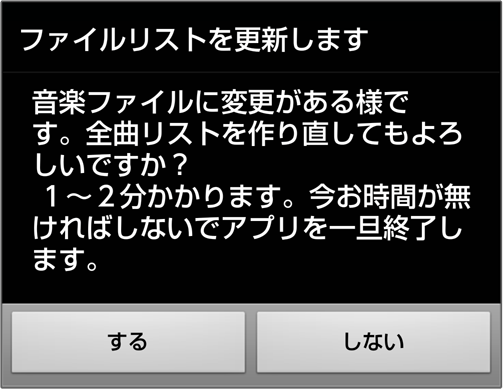 ファイルリストを更新します
音楽ファイルに変更がある様で
す。全曲リストを作り直してもよろ
しいですか？
１～２分かかります。今お時間が無
ければしないでアプリを一旦終了し
ます。
する
しない